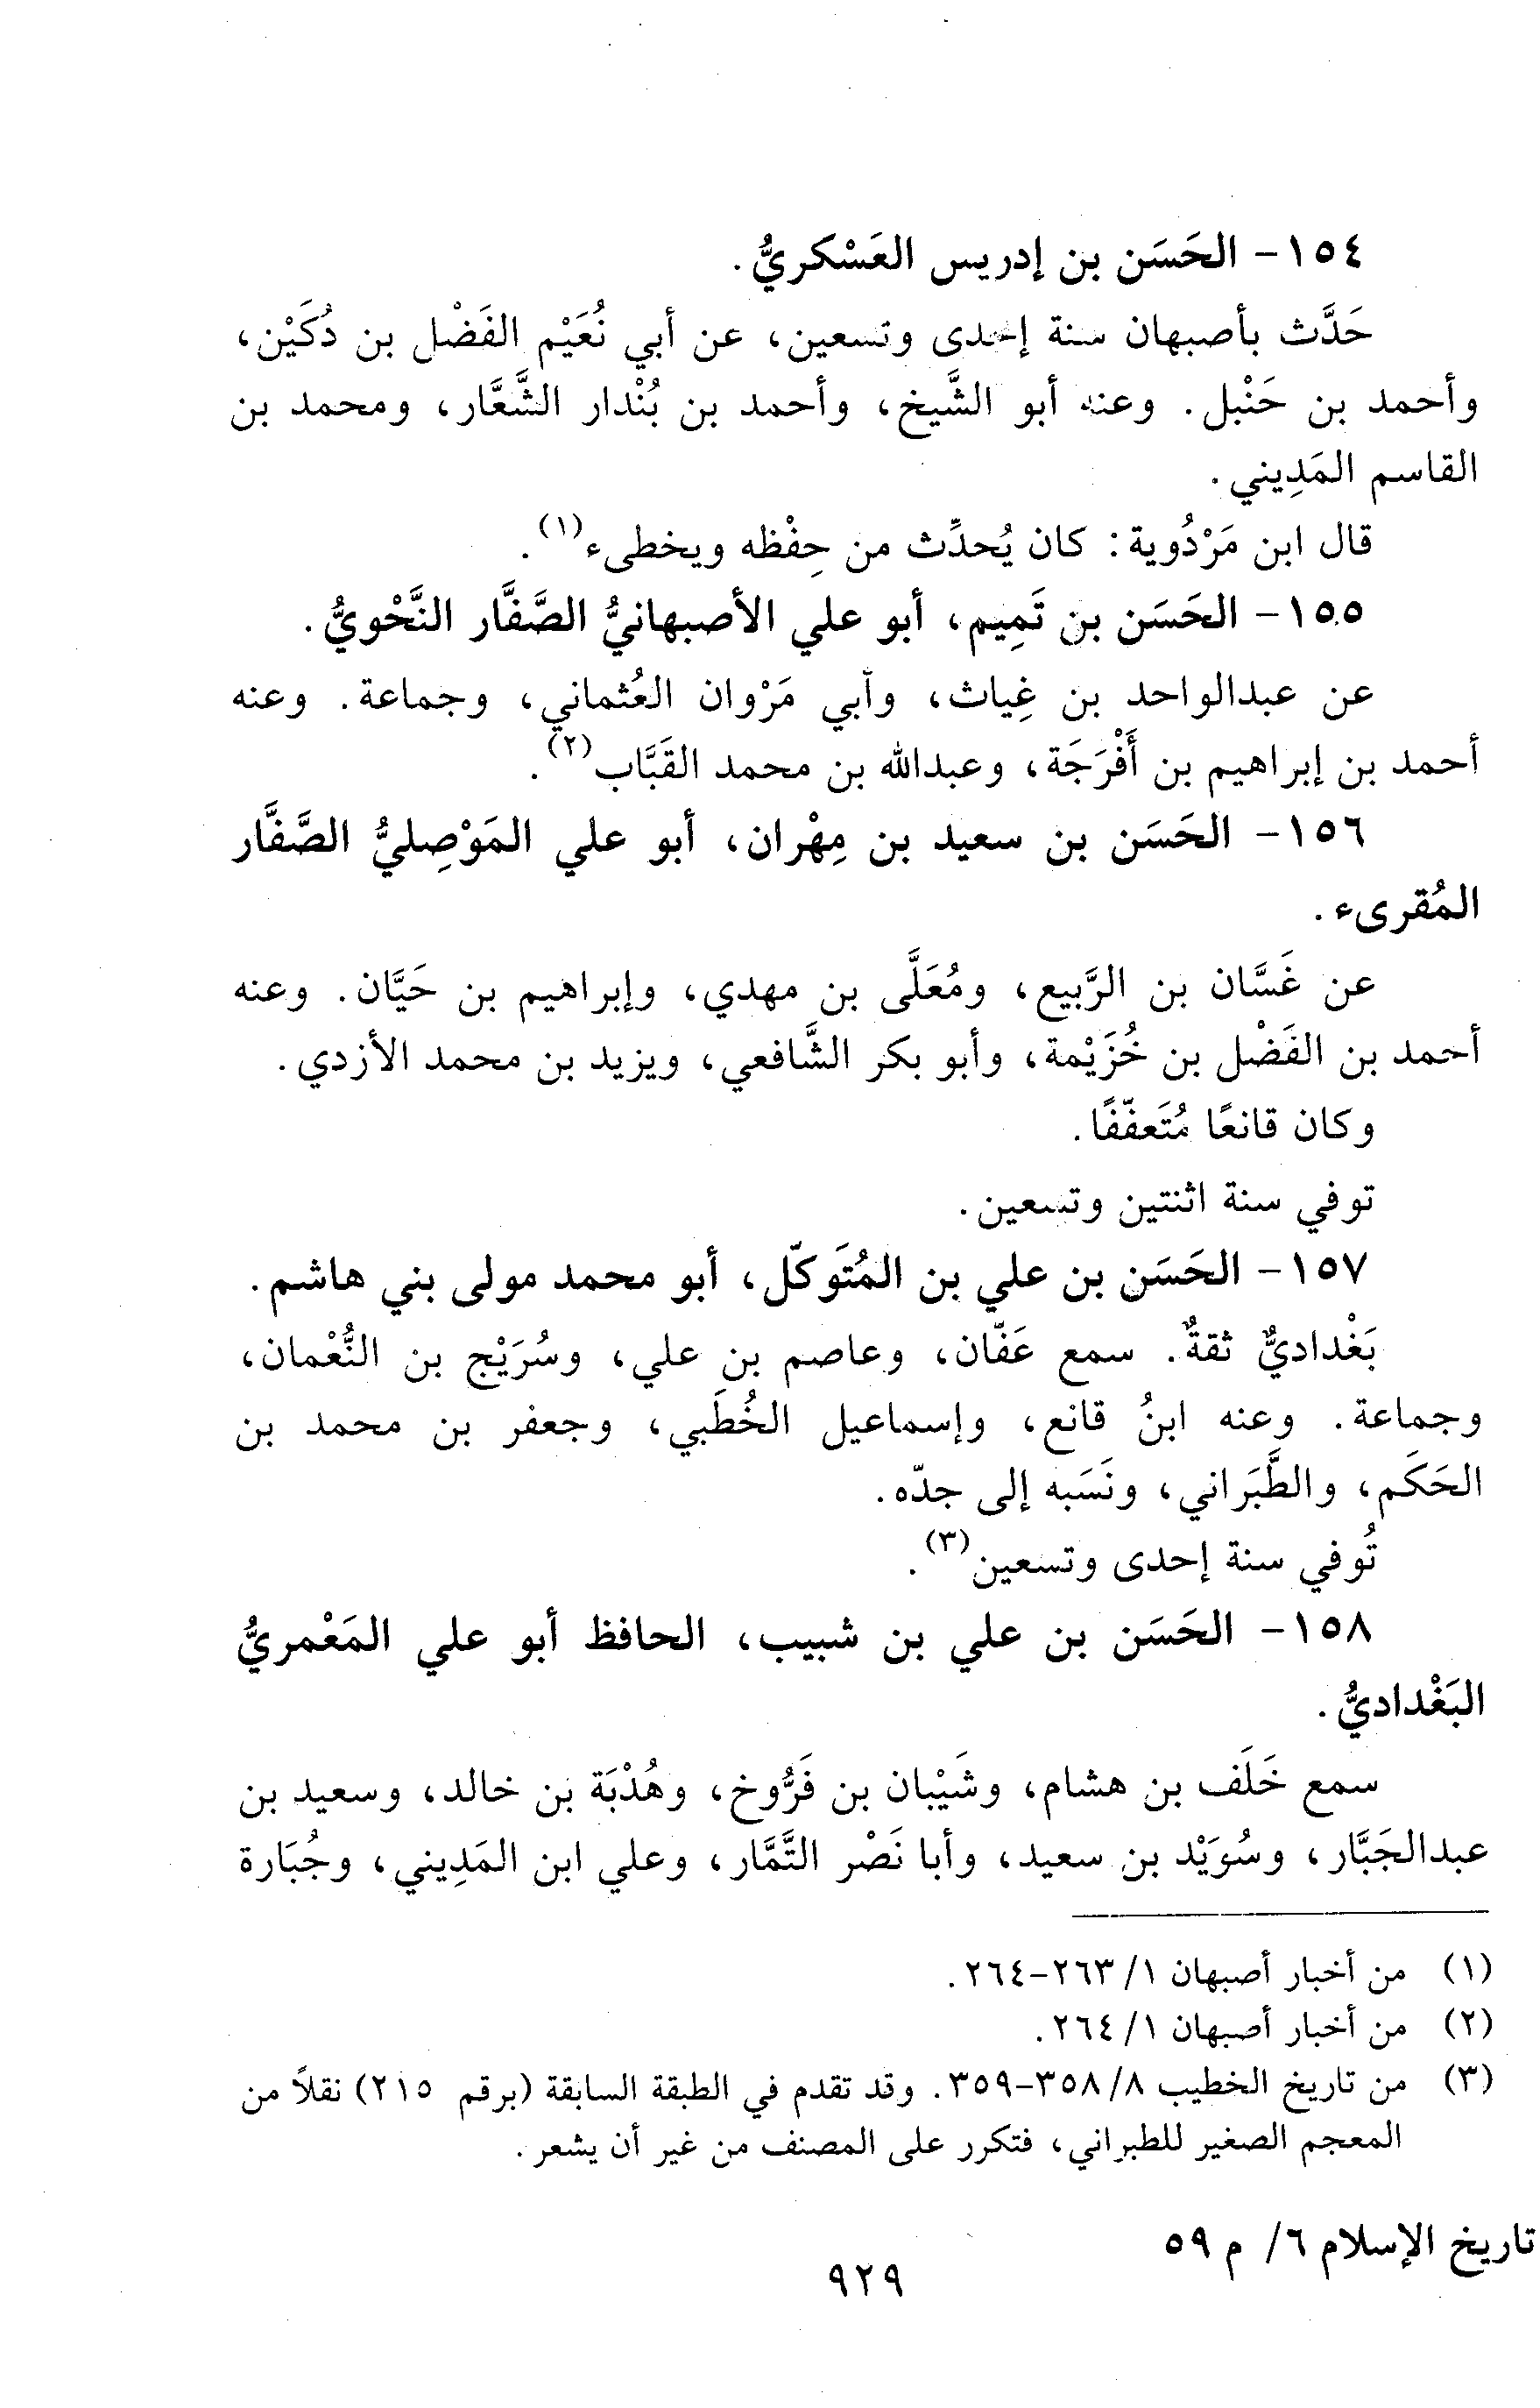 ١٥٤- الحَسَن بن إدريس العَسْكريُّ.
حَدَّث بأصبهان سنة إحدى وتسعين، عن أبي نُعَيْم الفَضْل بن دُكَيْن،
وأحمد بن حَنْبل. وعنه أبو الشَّيخ، وأحمد بن بُنْدار الشَّعَّار، ومحمد بن
القاسم المَدِيني.
قال ابن مَرْدُوية: كان يُحدِّث من حِفْظه ويخطىء(١).
١٥٥- الحَسَن بن تَمِيم، أبو علي الأصبهانيُّ الصَّفَّار النَّحْويُّ.
عن عبدالواحد بن غِياث، وأبي مَرْوان العُثماني، وجماعة. وعنه
أحمد بن إبراهيم بن أَفْرَجَة، وعبدالله بن محمد القَبَّاب(٢).
١٥٦- الحَسَن بن سعيد بن مِهْران، أبو علي المَوْصِليُّ الصَّفَّار
المُقرىء.
عن غَسَّان بن الرَّبيع، ومُعَلَّى بن مهدي، وإبراهيم بن حَيَّان. وعنه
أحمد بن الفَضْل بن خُزَيْمة، وأبو بكر الشَّافعي، ويزيد بن محمد الأزدي.
وكان قانعًا مُتَعفّفًا.
توفي سنة اثنتين وتسعين.
١٥٧- الحَسَن بن علي بن المُتَوكّل، أبو محمد مولى بني هاشم.
بَغْداديٌّ ثقةٌ. سمع عَفّان، وعاصم بن علي، وسُرَيْج بن النُّعْمان،
وجماعة. وعنه ابنُ قانع، وإسماعيل الخُطَبي، وجعفر بن محمد بن
الحَكَم، والطَّبَراني، ونَسَبه إلى جدّه.
تُوفي سنة إحدى وتسعين(٣).
١٥٨- الحَسَن بن علي بن شبيب، الحافظ أبو علي المَعْمريُّ
البَغْداديُّ.
سمع خَلَف بن هشام، وشَيْبان بن فَرُّوخ، وهُدْبَة بن خالد، وسعيد بن
عبدالجَبَّار، وسُوَيْد بن سعيد، وأبا نَصْر التَّمَّار، وعلي ابن المَدِيني، وجُبَارة
(١) من أخبار أصبهان ١/ ٢٦٣-٢٦٤.
(٢) من أخبار أصبهان ١/ ٢٦٤.
(٣) من تاريخ الخطيب ٨/ ٣٥٨-٣٥٩. وقد تقدم في الطبقة السابقة (برقم ٢١٥) نقلاً من
المعجم الصغير للطبراني، فتكرر على المصنف من غير أن يشعر.
تاريخ الإسلام ٦/ م ٥٩
٩٢٩